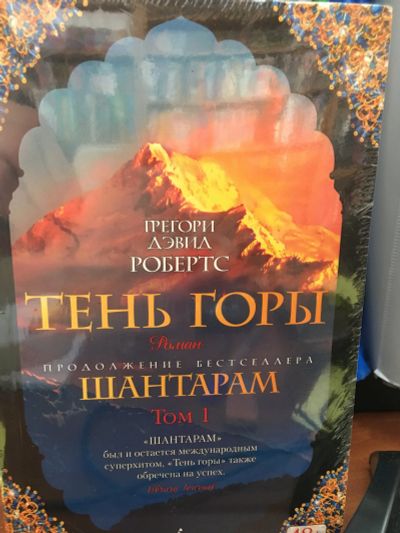 ГРЕГОРИ
ДЭВИД
РОБЕРТС
ТЕНЬ ГОРЫ
Роман
ПРОДОЛЖЕНИЕ БЕСТСЕЛЛЕРА
ШАНТАРАМ
Том 1
«ШАНТАРАМ»
был и остается международным
суперхитом, «Тень горы» также
обречена на успех.